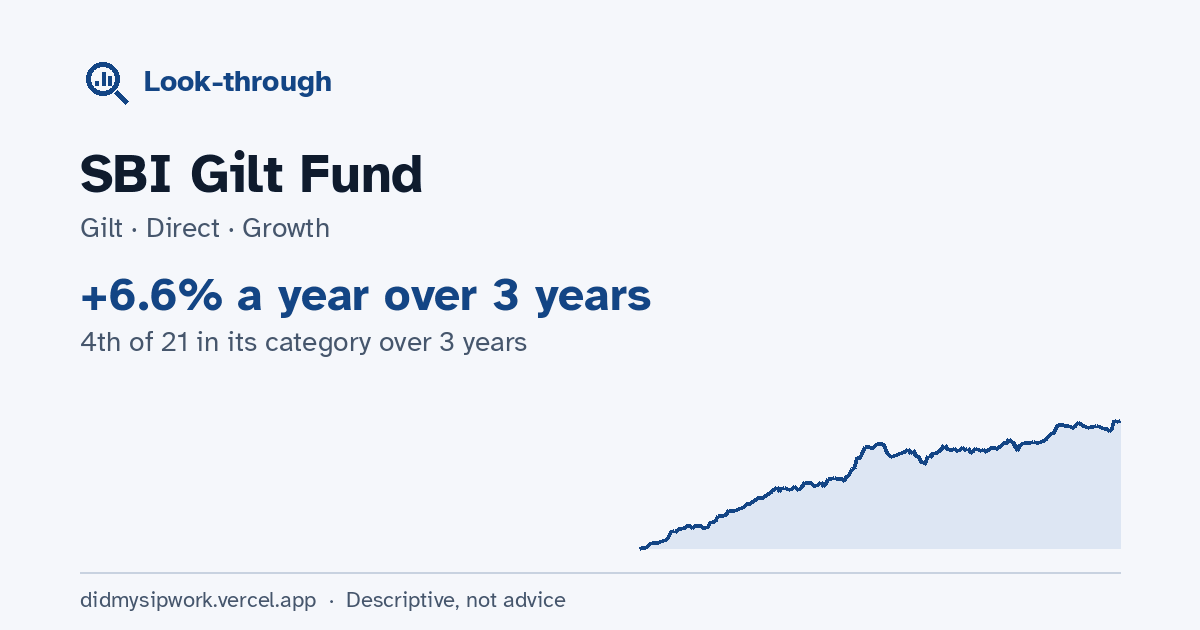 Look-through
SBI Gilt Fund
Gilt · Direct · Growth
+6.6% a year over 3 years
4th of 21 in its category over 3 years
didmysipwork.vercel.app · Descriptive, not advice